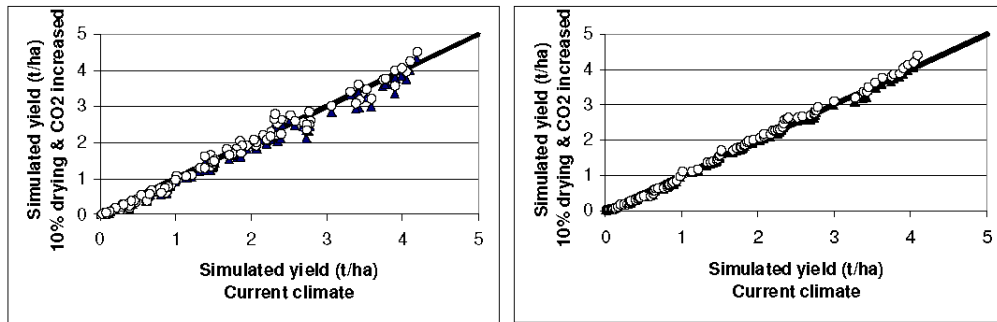 Simulated yield (t/ha)
10% drying & CO2 increased
5
4
3
2
1
0
0 1 2 3 4 5
Simulated yield (t/ha)
Current climate
Simulated yield (t/ha)
10% drying & CO2 increased
5
4
3
2
1
0
0 1 2 3 4 5
Simulated yield (t/ha)
Current climate